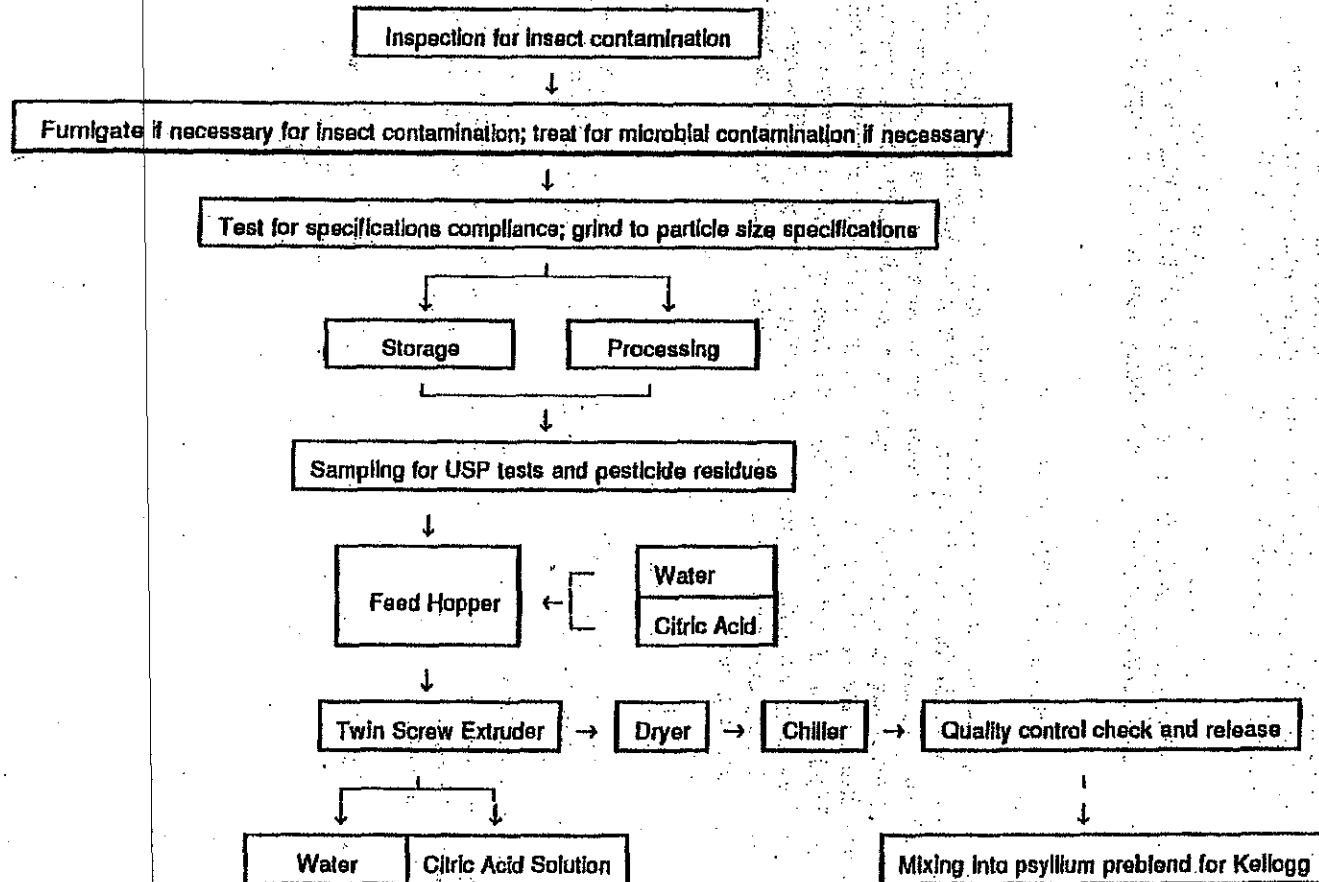 Inspection for insect contamination
Fumigate if necessary for insect contamination; treat for microbial contamination if necessary
Test for specifications compliance; grind to particle size specifications
Storage
Processing
Sampling for USP tests and pesticide residues
Feed Hopper
Water
Citric Acid
Twin Screw Extruder
Dryer
Chiller
Quality control check and release
Water
Citric Acid Solution
Mixing into psyllium preblend for Kellogg